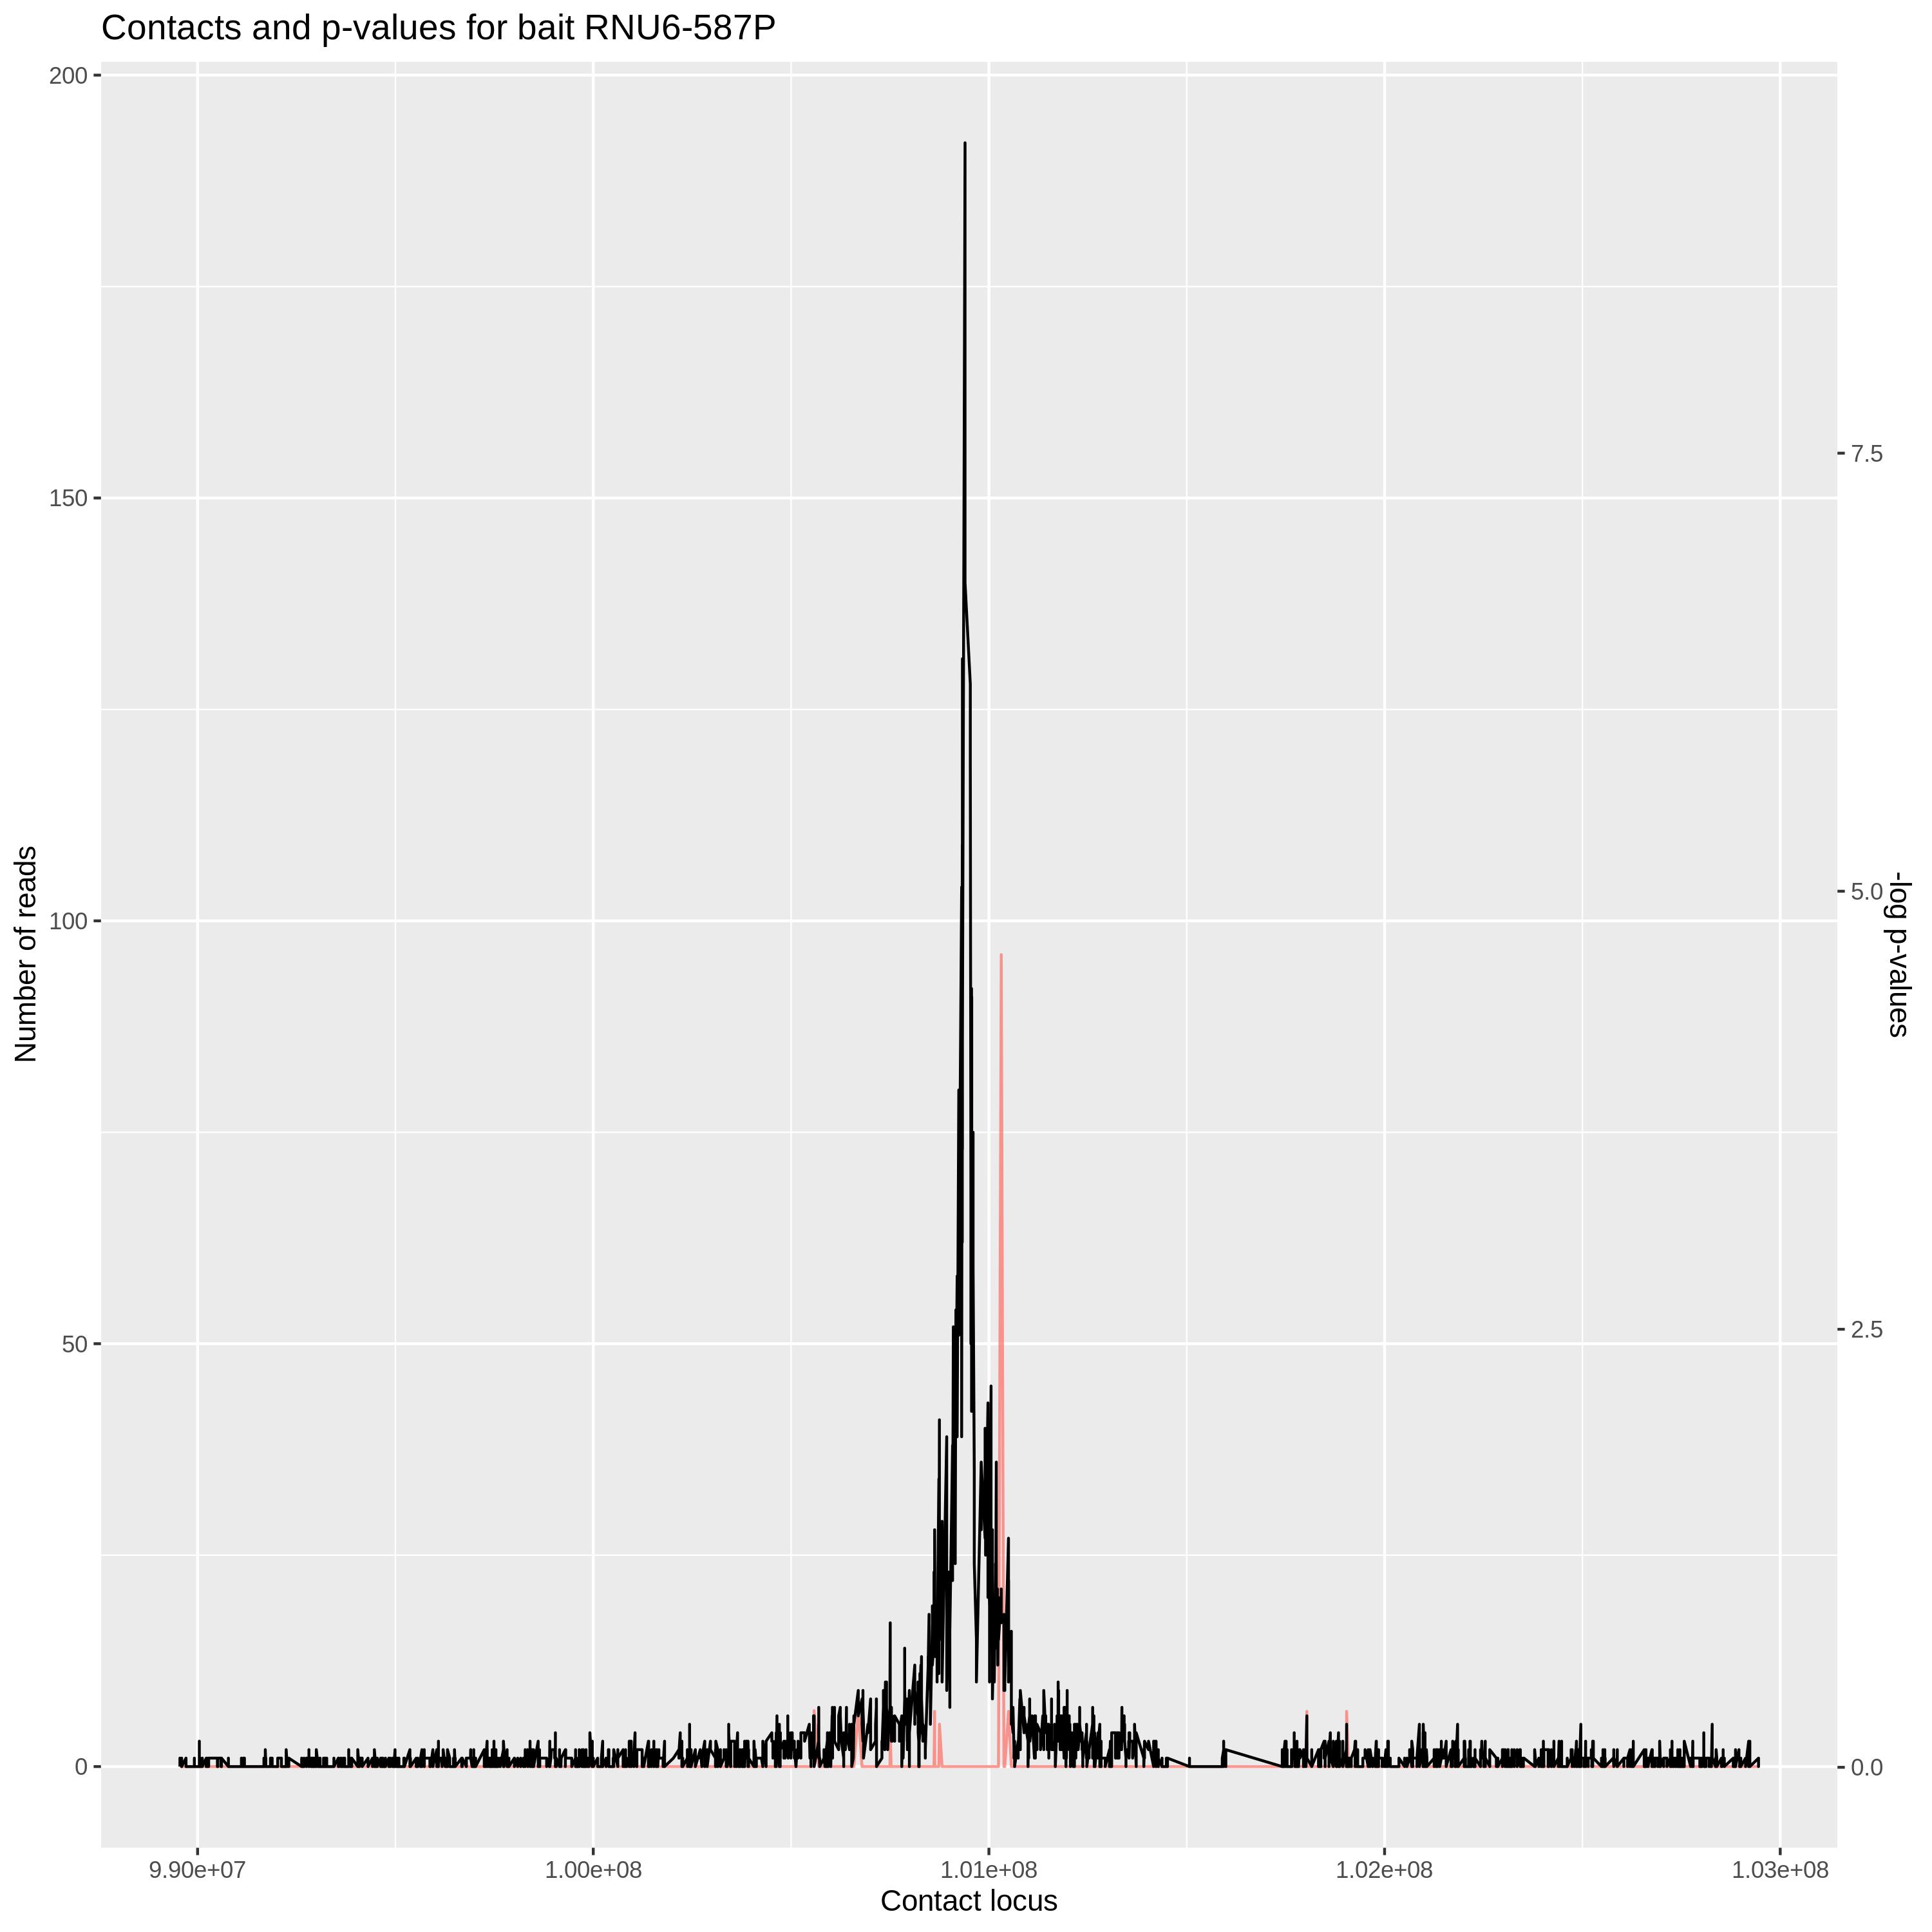 Contacts and p-values for bait RNU6-587P
200
150
100
50
0
Number of reads
7.5
5.0
2.5
0.0
-log p-values
9.90e+07
1.00e+08
1.01e+08
1.02e+08
1.03e+08
Contact locus